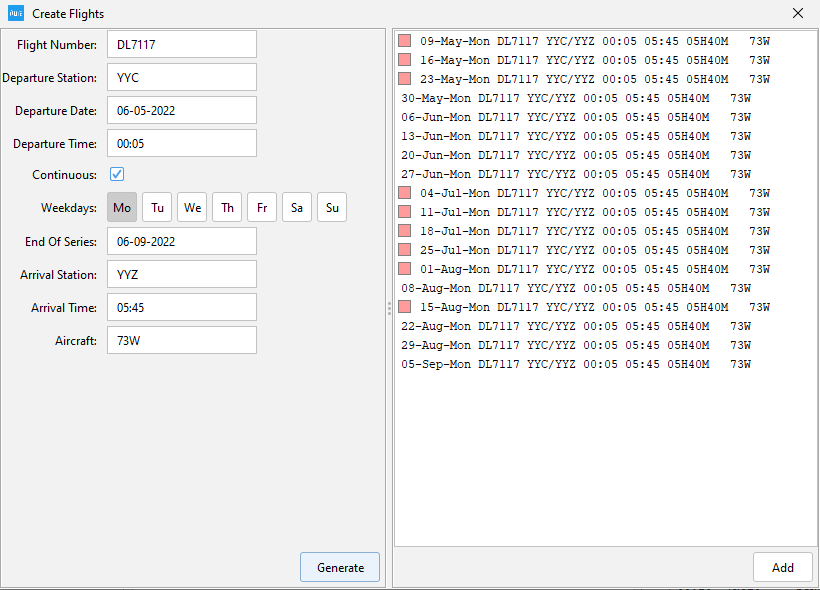 Create Flights
Flight Number: DL7117
Departure Station: YYC
Departure Date: 06-05-2022
Departure Time: 00:05
Continuous:
Weekdays: Mo Tu We Th Fr Sa Su
End Of Series: 06-09-2022
Arrival Station: YYZ
Arrival Time: 05:45
Aircraft: 73W
Generate
09-May-Mon DL7117 YYC/YYZ 00:05 05:45 05H40M 73W
16-May-Mon DL7117 YYC/YYZ 00:05 05:45 05H40M 73W
23-May-Mon DL7117 YYC/YYZ 00:05 05:45 05H40M 73W
30-May-Mon DL7117 YYC/YYZ 00:05 05:45 05H40M 73W
06-Jun-Mon DL7117 YYC/YYZ 00:05 05:45 05H40M 73W
13-Jun-Mon DL7117 YYC/YYZ 00:05 05:45 05H40M 73W
20-Jun-Mon DL7117 YYC/YYZ 00:05 05:45 05H40M 73W
27-Jun-Mon DL7117 YYC/YYZ 00:05 05:45 05H40M 73W
04-Jul-Mon DL7117 YYC/YYZ 00:05 05:45 05H40M 73W
11-Jul-Mon DL7117 YYC/YYZ 00:05 05:45 05H40M 73W
18-Jul-Mon DL7117 YYC/YYZ 00:05 05:45 05H40M 73W
25-Jul-Mon DL7117 YYC/YYZ 00:05 05:45 05H40M 73W
01-Aug-Mon DL7117 YYC/YYZ 00:05 05:45 05H40M 73W
08-Aug-Mon DL7117 YYC/YYZ 00:05 05:45 05H40M 73W
15-Aug-Mon DL7117 YYC/YYZ 00:05 05:45 05H40M 73W
22-Aug-Mon DL7117 YYC/YYZ 00:05 05:45 05H40M 73W
29-Aug-Mon DL7117 YYC/YYZ 00:05 05:45 05H40M 73W
05-Sep-Mon DL7117 YYC/YYZ 00:05 05:45 05H40M 73W
Add